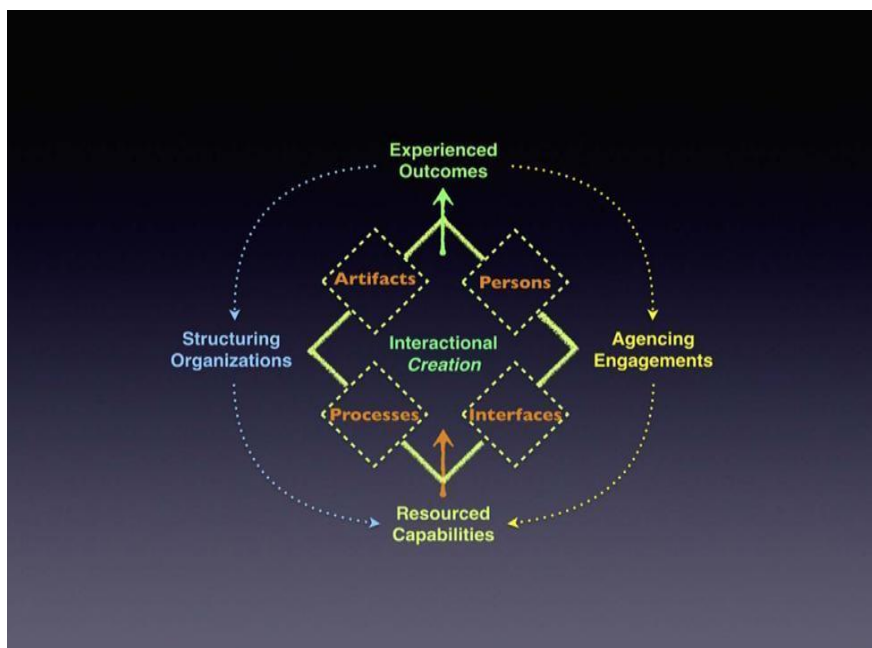 Experienced
Outcomes
Artifacts
Persons
Structuring
Organizations
Interactional
Creation
Agencing
Engagements
Processes
Interfaces
Resourced
Capabilities